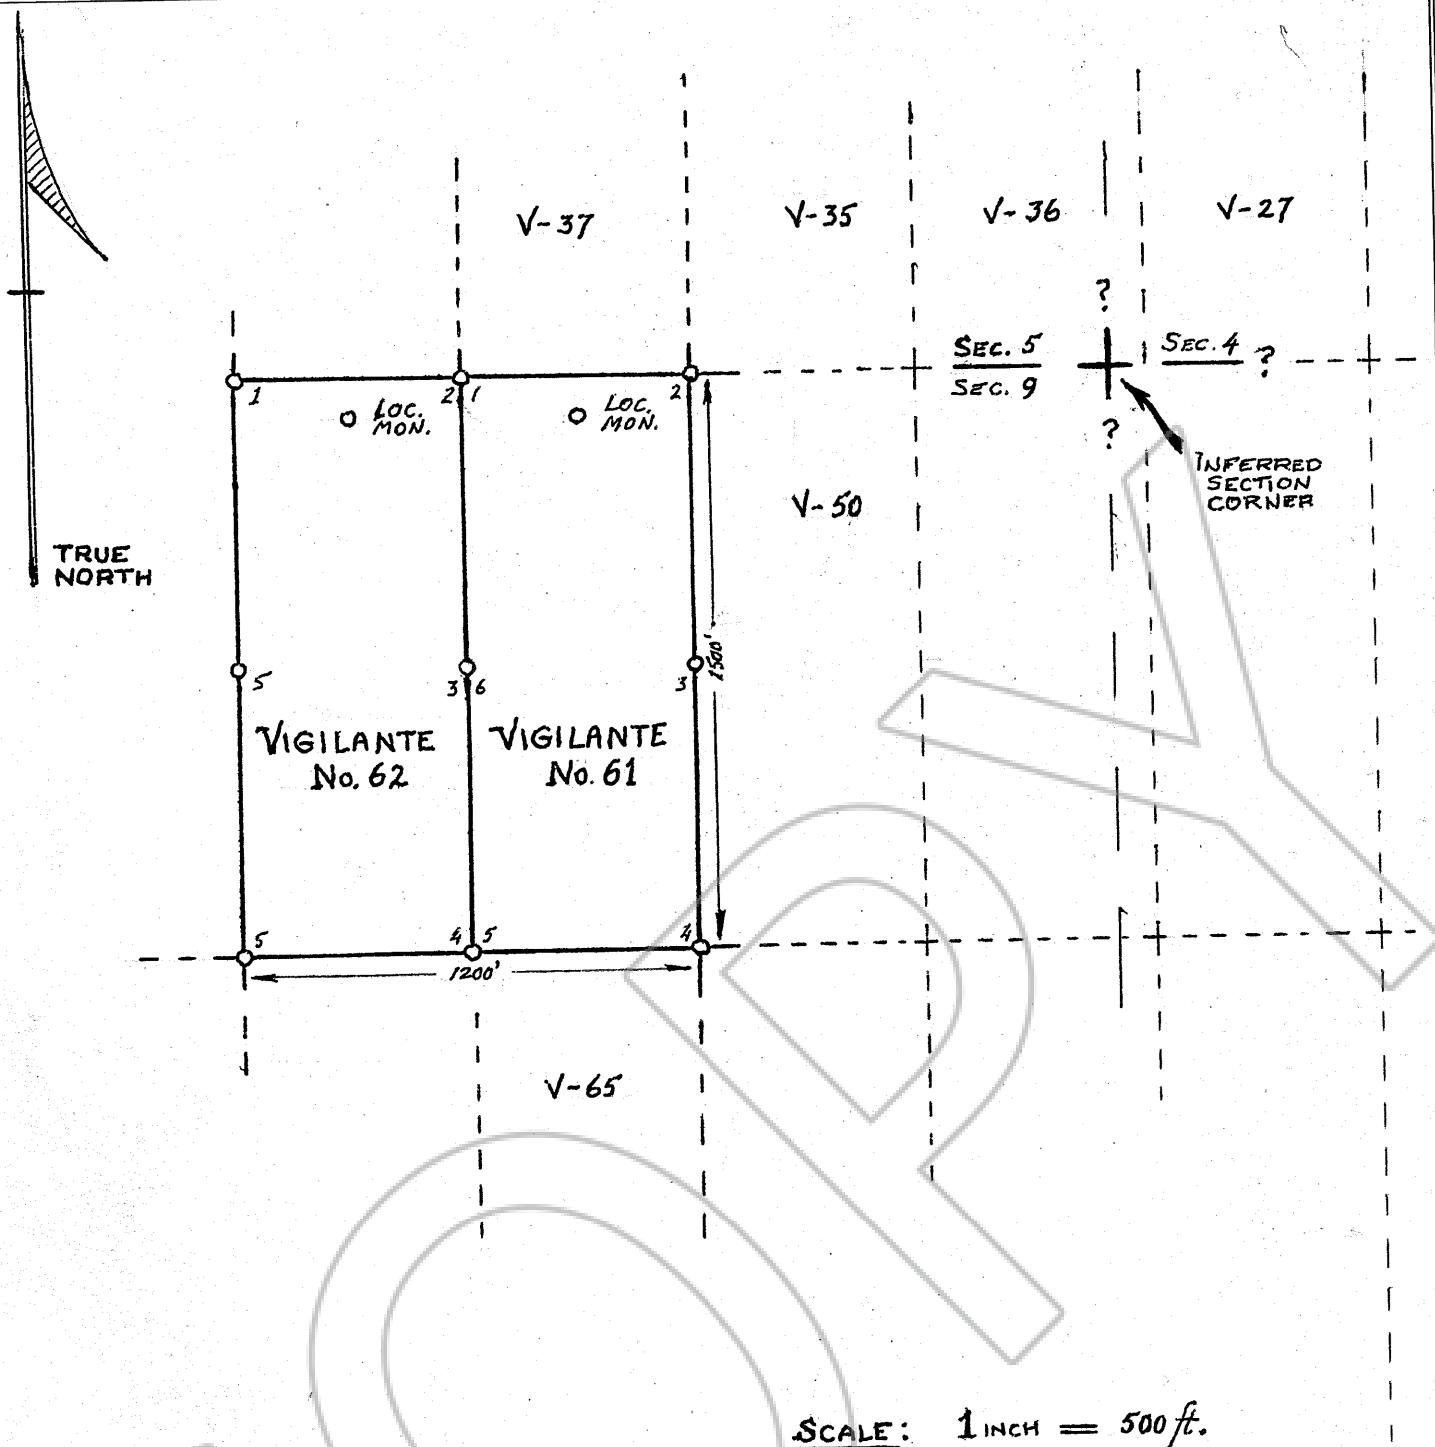 V-37
V-35
V-36
V-27
?
SEC. 5
SEC. 9
SEC. 4 ?
?
INFERRED
SECTION
CORNER
1
2
1
2
LOC.
MON.
LOC.
MON.
V-50
TRUE
NORTH
5
3
6
3
1500'
VIGILANTE
No. 62
VIGILANTE
No. 61
5
4
5
4
1200'
V-65
COPY
SCALE: 1 INCH = 500 ft.